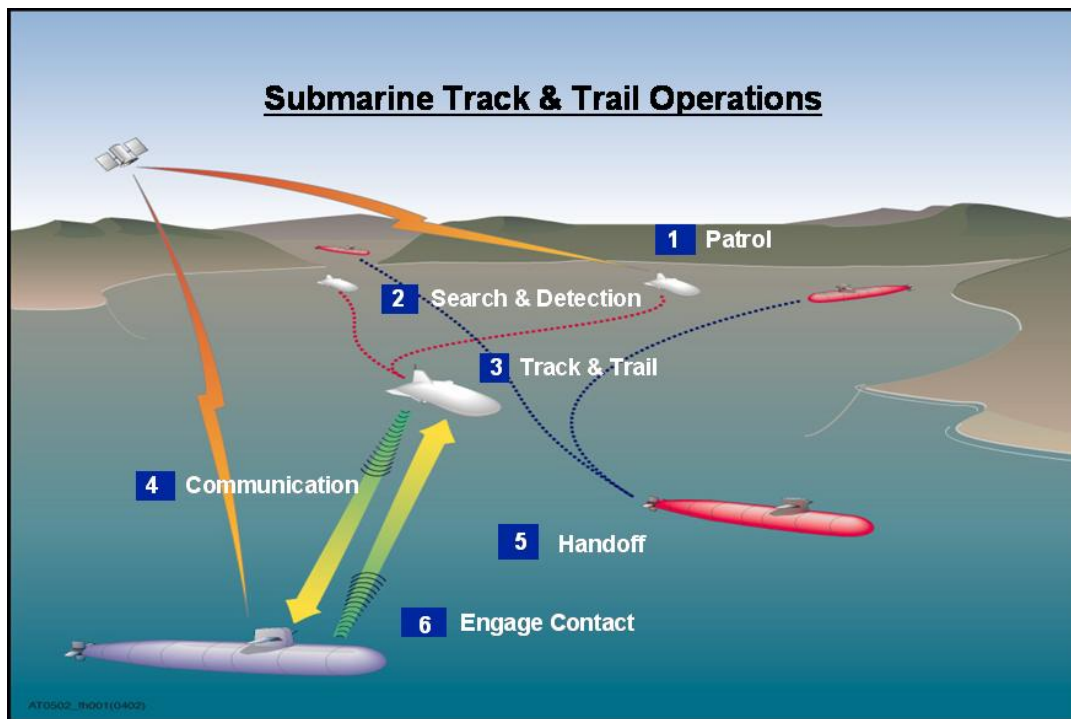 Submarine Track & Trail Operations
1 Patrol
2 Search & Detection
3 Track & Trail
4 Communication
5 Handoff
6 Engage Contact
AT0502_fh001(0402)